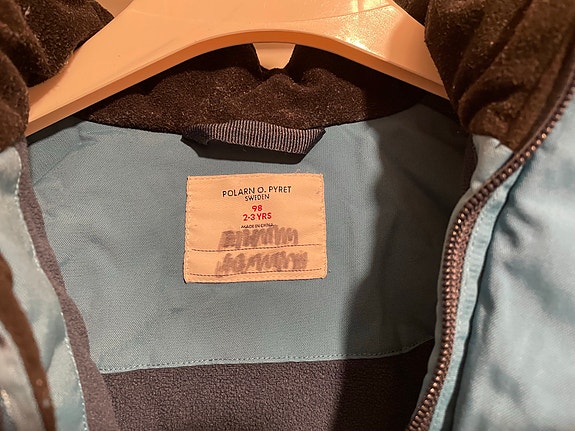 POLARN O. PYRET
SWEDEN
98
2-3 YRS
MADE IN CHINA